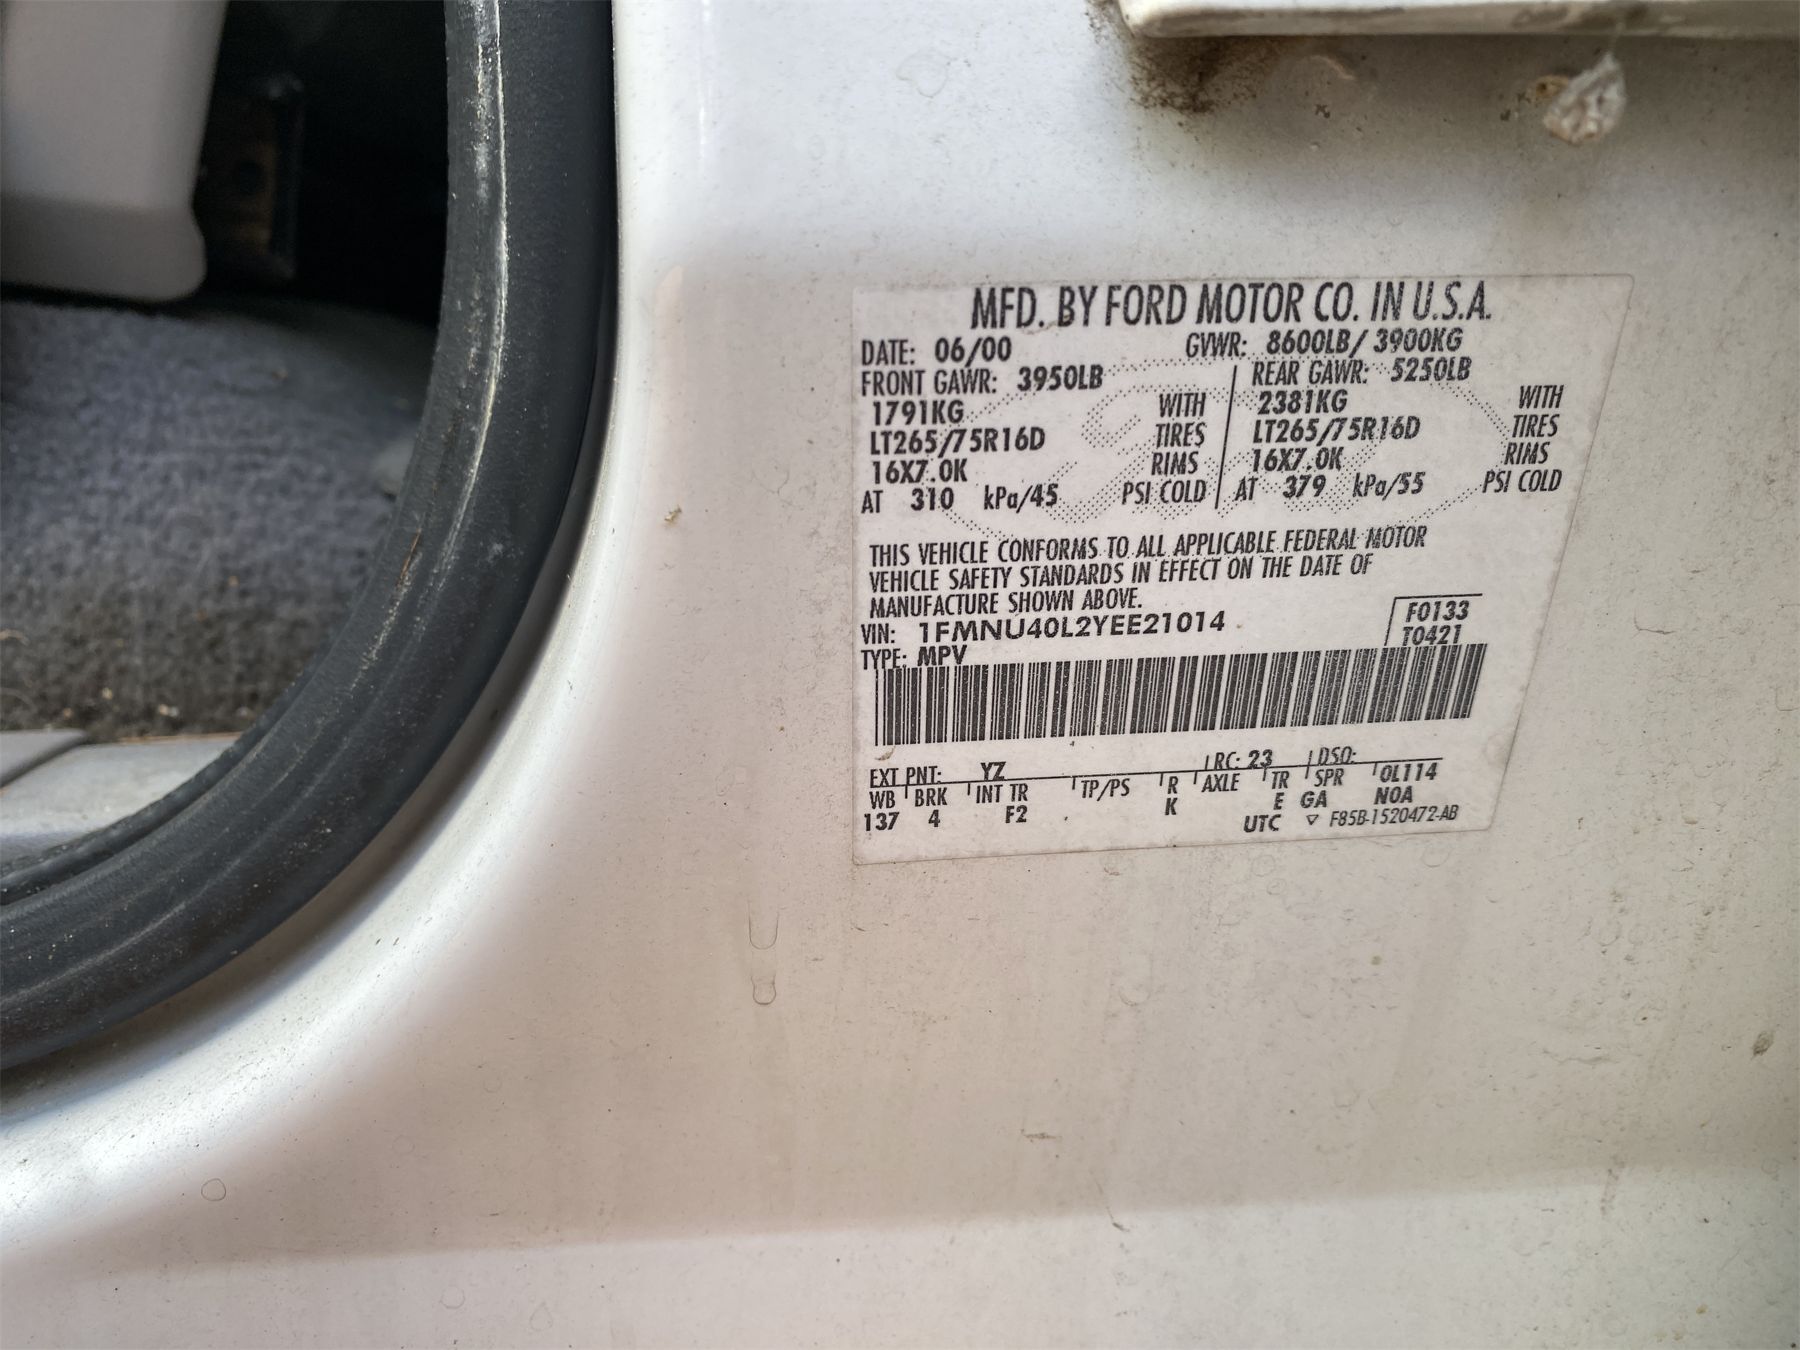 MFD. BY FORD MOTOR CO. IN U.S.A.
DATE: 06/00 GVWR: 8600LB/ 3900KG
FRONT GAWR: 3950LB REAR GAWR: 5250LB
1791KG WITH 2381KG WITH
LT265/75R16D TIRES LT265/75R16D TIRES
16X7.0K RIMS 16X7.0K RIMS
AT 310 kPa/45 PSI COLD AT 379 kPa/55 PSI COLD
THIS VEHICLE CONFORMS TO ALL APPLICABLE FEDERAL MOTOR
VEHICLE SAFETY STANDARDS IN EFFECT ON THE DATE OF
MANUFACTURE SHOWN ABOVE.
VIN: 1FMNU40L2YEE21014 F0133
TYPE: MPV T0421
EXT PNT: YZ RC: 23 DSO:
WB BRK INT TR TP/PS R AXLE TR SPR OL114
137 4 F2 K E GA NOA
UTC ▽ F85B-1520472-AB